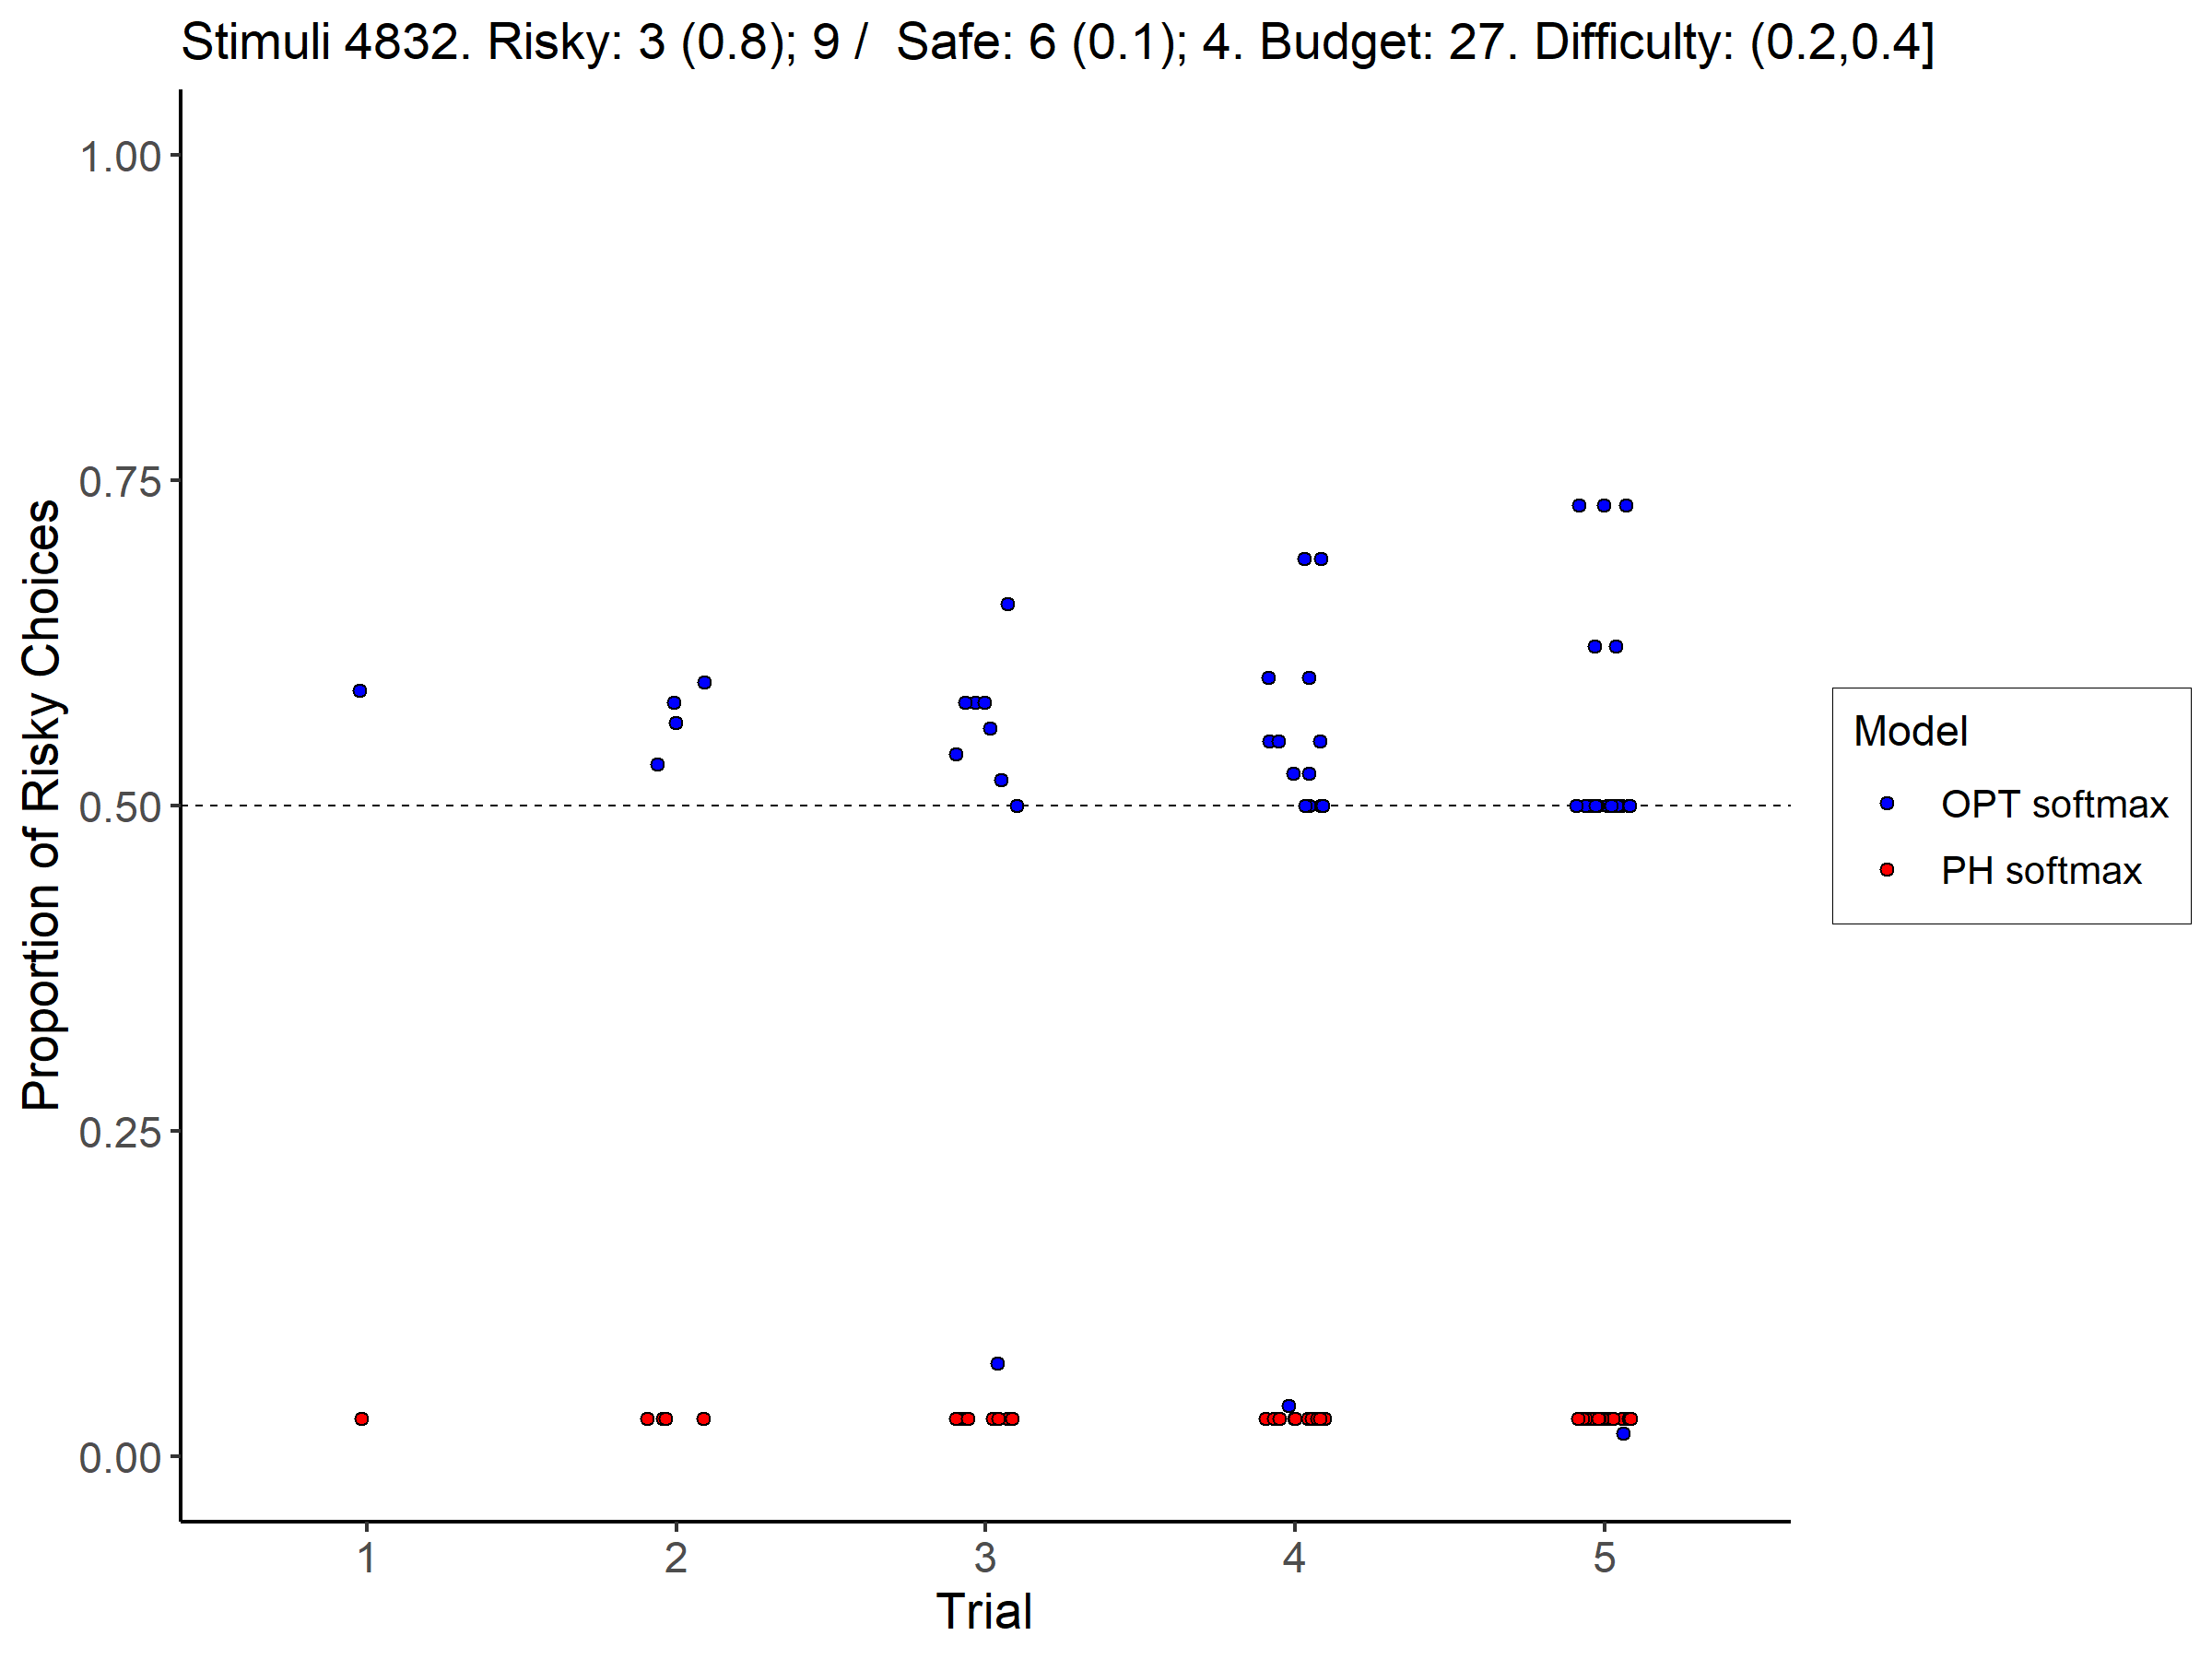 Stimuli 4832. Risky: 3 (0.8); 9 /  Safe: 6 (0.1); 4. Budget: 27. Difficulty: (0.2,0.4]
Proportion of Risky Choices
1.00
0.75
0.50
0.25
0.00
1 2 3 4 5
Trial
Model
OPT softmax
PH softmax